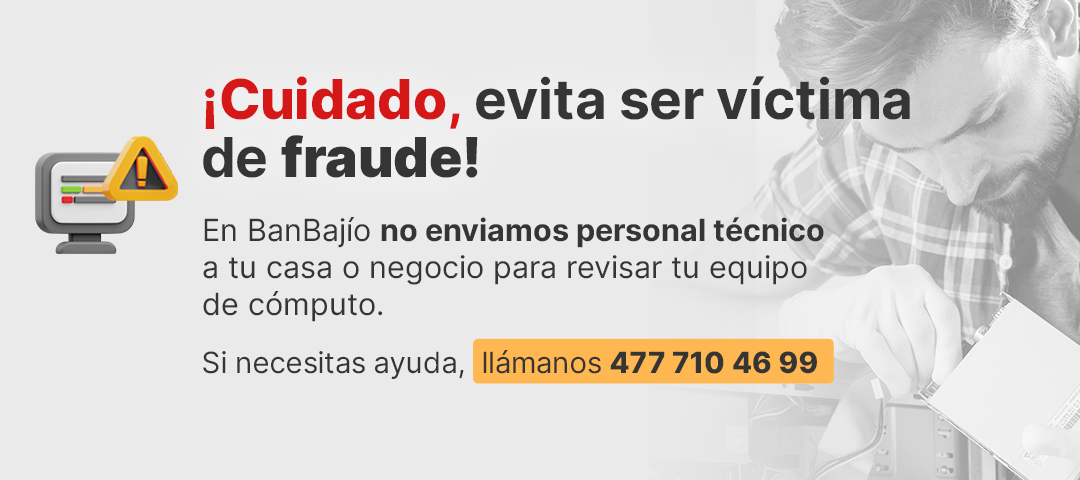 ¡Cuidado, evita ser víctima
de fraude!
En BanBajío no enviamos personal técnico
a tu casa o negocio para revisar tu equipo
de cómputo.
Si necesitas ayuda, llámanos 477 710 46 99